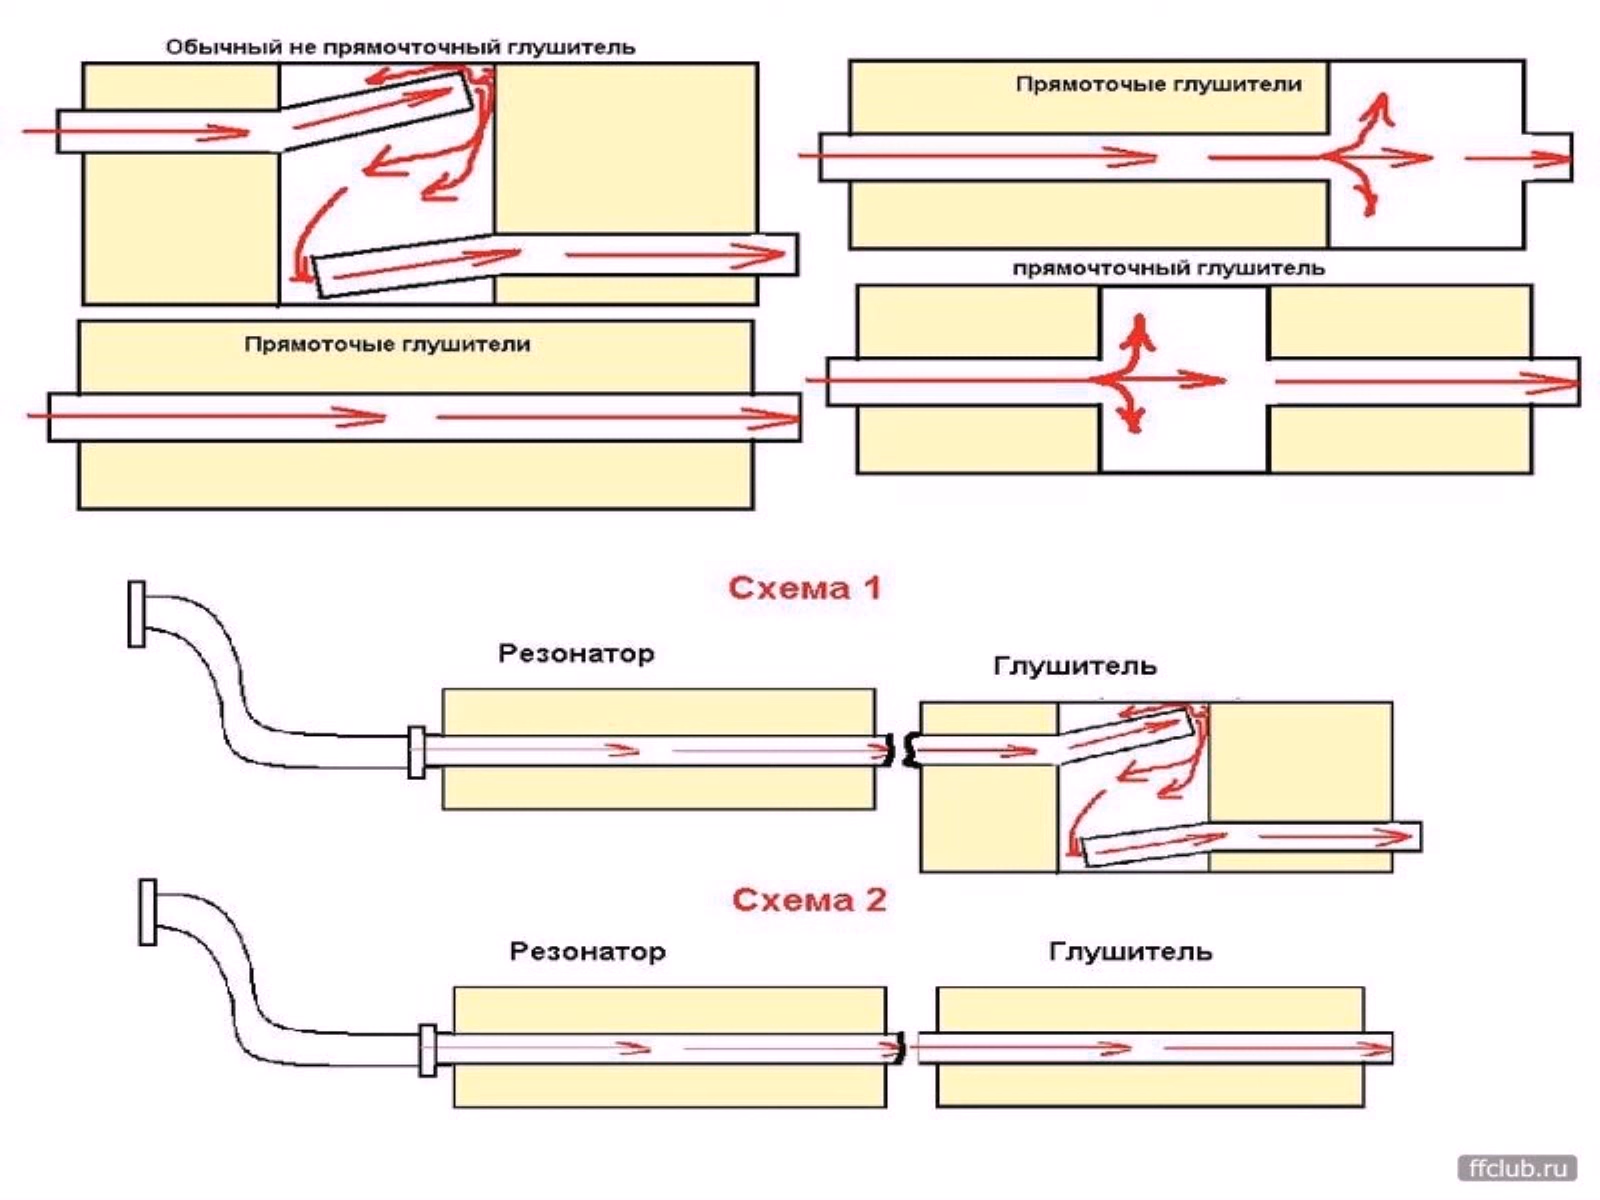 Обычный не прямочточный глушитель
Прямоточые глушители
прямочточный глушитель
Прямоточые глушители
Схема 1
Резонатор
Глушитель
Схема 2
Резонатор
Глушитель
ffclub.ru